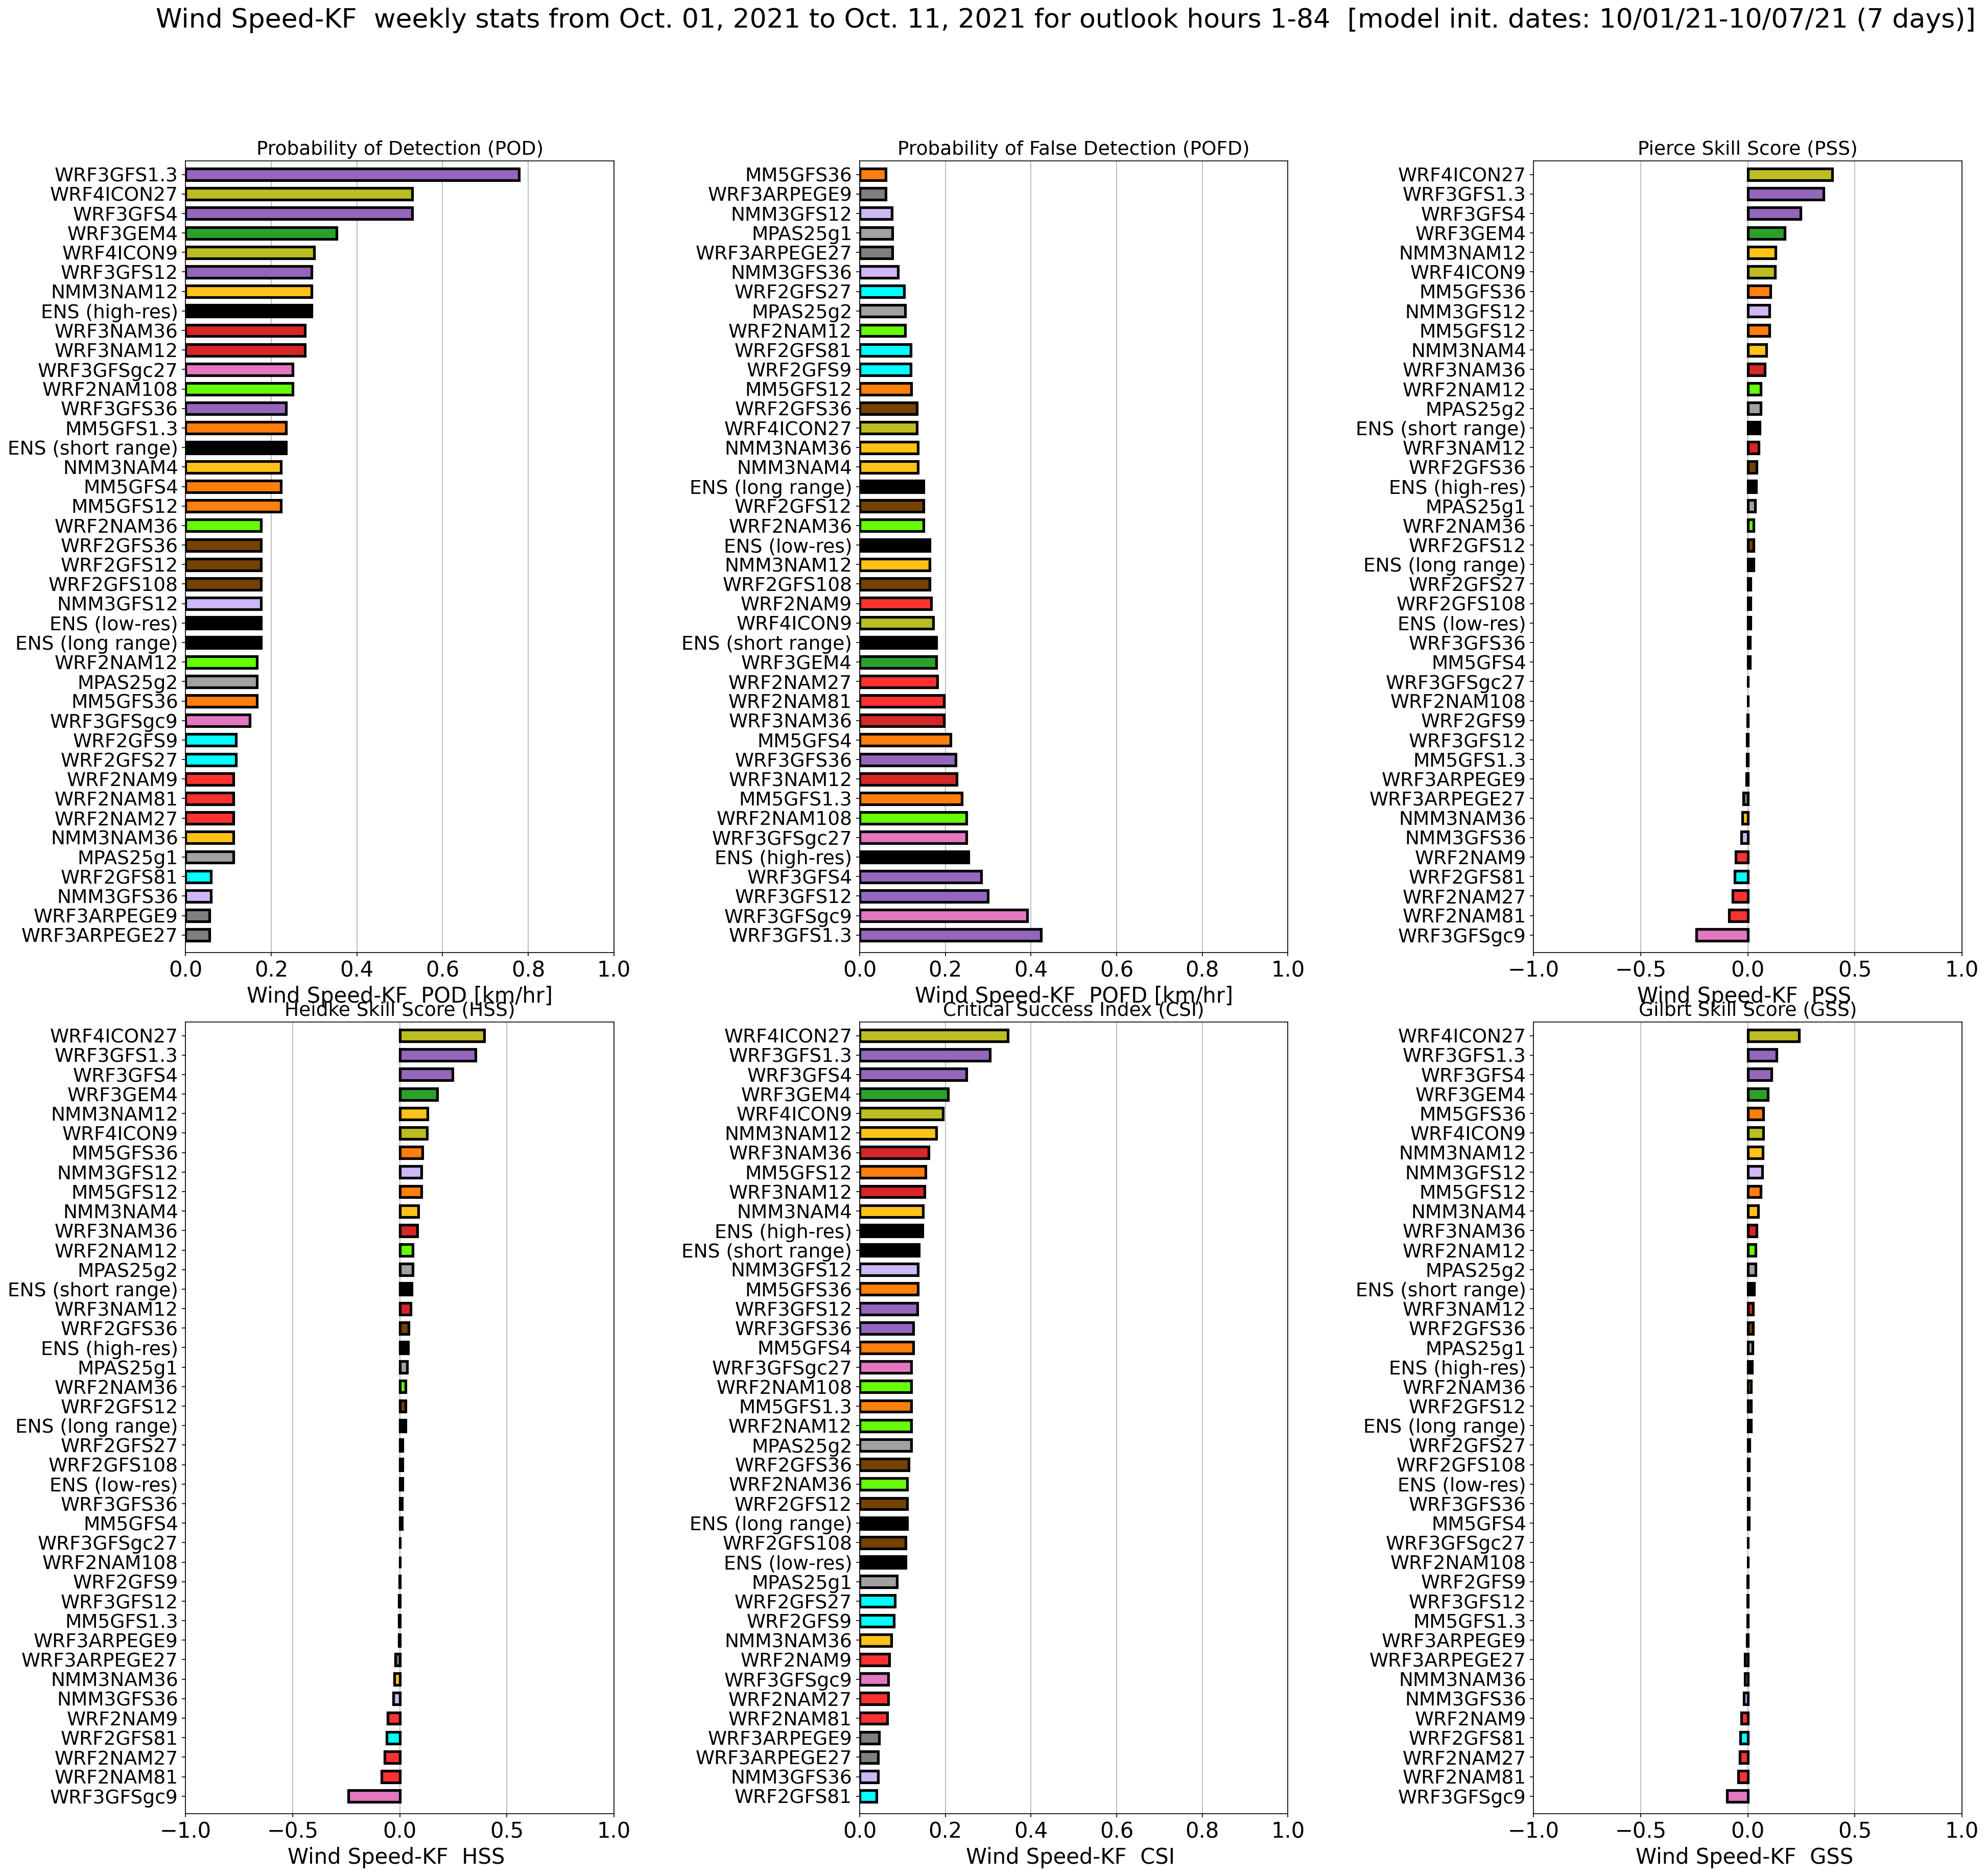 Wind Speed-KF  weekly stats from Oct. 01, 2021 to Oct. 11, 2021 for outlook hours 1-84  [model init. dates: 10/01/21-10/07/21 (7 days)]
Probability of Detection (POD)
WRF3GFS1.3
WRF4ICON27
WRF3GFS4
WRF3GEM4
WRF4ICON9
WRF3GFS12
NMM3NAM12
ENS (high-res)
WRF3NAM36
WRF3NAM12
WRF3GFSgc27
WRF2NAM108
WRF3GFS36
MM5GFS1.3
ENS (short range)
NMM3NAM4
MM5GFS4
MM5GFS12
WRF2NAM36
WRF2GFS36
WRF2GFS12
WRF2GFS108
NMM3GFS12
ENS (low-res)
ENS (long range)
WRF2NAM12
MPAS25g2
MM5GFS36
WRF3GFSgc9
WRF2GFS9
WRF2GFS27
WRF2NAM9
WRF2NAM81
WRF2NAM27
NMM3NAM36
MPAS25g1
WRF2GFS81
NMM3GFS36
WRF3ARPEGE9
WRF3ARPEGE27
0.0 0.2 0.4 0.6 0.8 1.0
Wind Speed-KF  POD [km/hr]
Probability of False Detection (POFD)
MM5GFS36
WRF3ARPEGE9
NMM3GFS12
MPAS25g1
WRF3ARPEGE27
NMM3GFS36
WRF2GFS27
MPAS25g2
WRF2NAM12
WRF2GFS81
WRF2GFS9
MM5GFS12
WRF2GFS36
WRF4ICON27
NMM3NAM36
NMM3NAM4
ENS (long range)
WRF2GFS12
WRF2NAM36
ENS (low-res)
NMM3NAM12
WRF2GFS108
WRF2NAM9
WRF4ICON9
ENS (short range)
WRF3GEM4
WRF2NAM27
WRF2NAM81
WRF3NAM36
MM5GFS4
WRF3GFS36
WRF3NAM12
MM5GFS1.3
WRF2NAM108
WRF3GFSgc27
ENS (high-res)
WRF3GFS4
WRF3GFS12
WRF3GFSgc9
WRF3GFS1.3
0.0 0.2 0.4 0.6 0.8 1.0
Wind Speed-KF  POFD [km/hr]
Pierce Skill Score (PSS)
WRF4ICON27
WRF3GFS1.3
WRF3GFS4
WRF3GEM4
NMM3NAM12
WRF4ICON9
MM5GFS36
NMM3GFS12
MM5GFS12
NMM3NAM4
WRF3NAM36
WRF2NAM12
MPAS25g2
ENS (short range)
WRF3NAM12
WRF2GFS36
ENS (high-res)
MPAS25g1
WRF2NAM36
WRF2GFS12
ENS (long range)
WRF2GFS27
WRF2GFS108
ENS (low-res)
WRF3GFS36
MM5GFS4
WRF3GFSgc27
WRF2NAM108
WRF2GFS9
WRF3GFS12
MM5GFS1.3
WRF3ARPEGE9
WRF3ARPEGE27
NMM3NAM36
NMM3GFS36
WRF2NAM9
WRF2GFS81
WRF2NAM27
WRF2NAM81
WRF3GFSgc9
−1.0 −0.5 0.0 0.5 1.0
Wind Speed-KF  PSS
Heidke Skill Score (HSS)
WRF4ICON27
WRF3GFS1.3
WRF3GFS4
WRF3GEM4
NMM3NAM12
WRF4ICON9
MM5GFS36
NMM3GFS12
MM5GFS12
NMM3NAM4
WRF3NAM36
WRF2NAM12
MPAS25g2
ENS (short range)
WRF3NAM12
WRF2GFS36
ENS (high-res)
MPAS25g1
WRF2NAM36
WRF2GFS12
ENS (long range)
WRF2GFS27
WRF2GFS108
ENS (low-res)
WRF3GFS36
MM5GFS4
WRF3GFSgc27
WRF2NAM108
WRF2GFS9
WRF3GFS12
MM5GFS1.3
WRF3ARPEGE9
WRF3ARPEGE27
NMM3NAM36
NMM3GFS36
WRF2NAM9
WRF2GFS81
WRF2NAM27
WRF2NAM81
WRF3GFSgc9
−1.0 −0.5 0.0 0.5 1.0
Wind Speed-KF  HSS
Critical Success Index (CSI)
WRF4ICON27
WRF3GFS1.3
WRF3GFS4
WRF3GEM4
WRF4ICON9
NMM3NAM12
WRF3NAM36
MM5GFS12
WRF3NAM12
NMM3NAM4
ENS (high-res)
ENS (short range)
NMM3GFS12
MM5GFS36
WRF3GFS12
WRF3GFS36
MM5GFS4
WRF3GFSgc27
WRF2NAM108
MM5GFS1.3
WRF2NAM12
MPAS25g2
WRF2GFS36
WRF2NAM36
WRF2GFS12
ENS (long range)
WRF2GFS108
ENS (low-res)
MPAS25g1
WRF2GFS27
WRF2GFS9
NMM3NAM36
WRF2NAM9
WRF3GFSgc9
WRF2NAM27
WRF2NAM81
WRF3ARPEGE9
WRF3ARPEGE27
NMM3GFS36
WRF2GFS81
0.0 0.2 0.4 0.6 0.8 1.0
Wind Speed-KF  CSI
Gilbrt Skill Score (GSS)
WRF4ICON27
WRF3GFS1.3
WRF3GFS4
WRF3GEM4
MM5GFS36
WRF4ICON9
NMM3NAM12
NMM3GFS12
MM5GFS12
NMM3NAM4
WRF3NAM36
WRF2NAM12
MPAS25g2
ENS (short range)
WRF3NAM12
WRF2GFS36
MPAS25g1
ENS (high-res)
WRF2NAM36
WRF2GFS12
ENS (long range)
WRF2GFS27
WRF2GFS108
ENS (low-res)
WRF3GFS36
MM5GFS4
WRF3GFSgc27
WRF2NAM108
WRF2GFS9
WRF3GFS12
MM5GFS1.3
WRF3ARPEGE9
WRF3ARPEGE27
NMM3NAM36
NMM3GFS36
WRF2NAM9
WRF2GFS81
WRF2NAM27
WRF2NAM81
WRF3GFSgc9
−1.0 −0.5 0.0 0.5 1.0
Wind Speed-KF  GSS